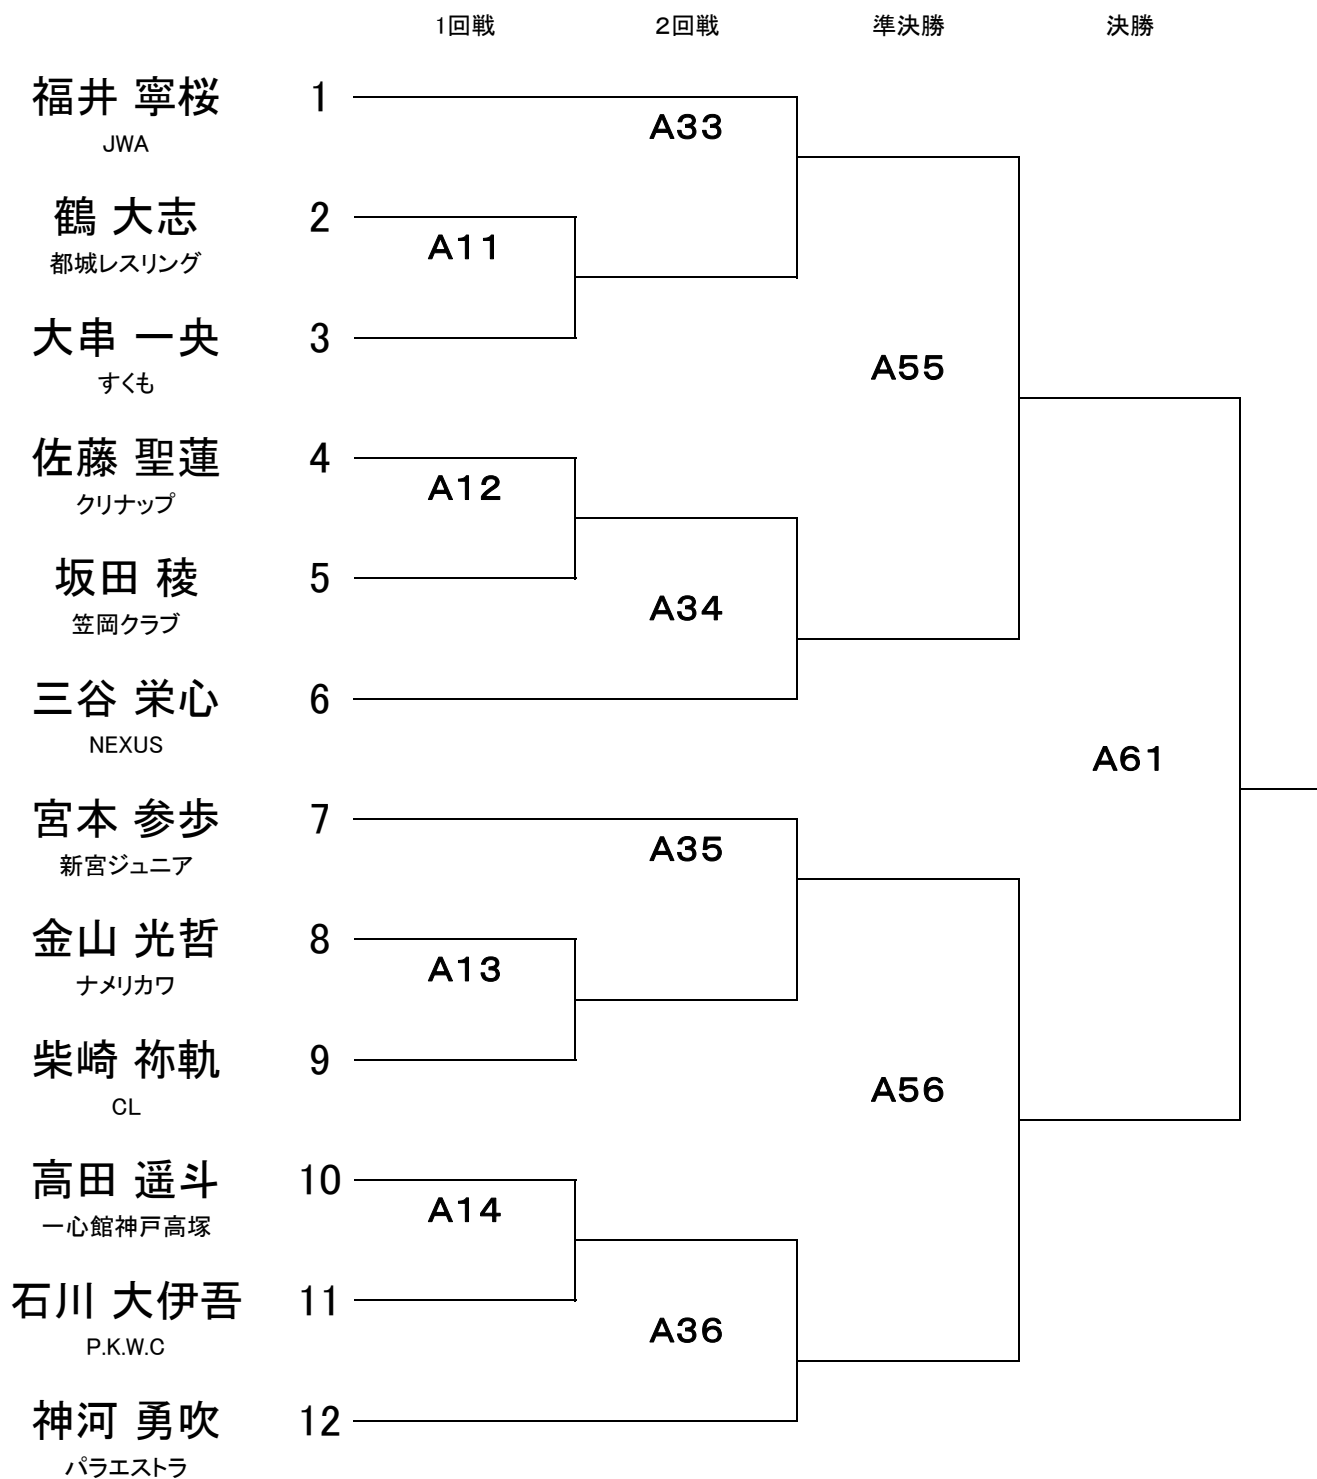 1回戦 2回戦 準決勝 決勝
福井 寧桜 1
A33
JWA
鶴 大志 2
A11
都城レスリング
大串 一央 3
A55
すくも
佐藤 聖蓮 4
A12
クリナップ
坂田 稜 5
A34
笠岡クラブ
三谷 栄心 6
NEXUS
A61
宮本 参歩 7
A35
新宮ジュニア
金山 光哲 8
A13
ナメリカワ
柴崎 祢軌 9
A56
CL
高田 遥斗 10
A14
一心館神戸高塚
石川 大伊吾 11
A36
P.K.W.C
神河 勇吹 12
パラエストラ